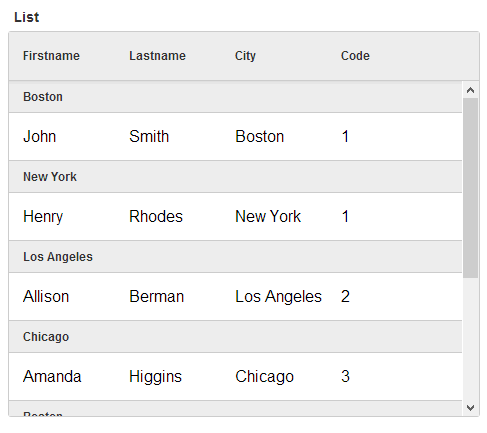 List
Firstname Lastname City Code
Boston
John Smith Boston 1
New York
Henry Rhodes New York 1
Los Angeles
Allison Berman Los Angeles 2
Chicago
Amanda Higgins Chicago 3
Boston